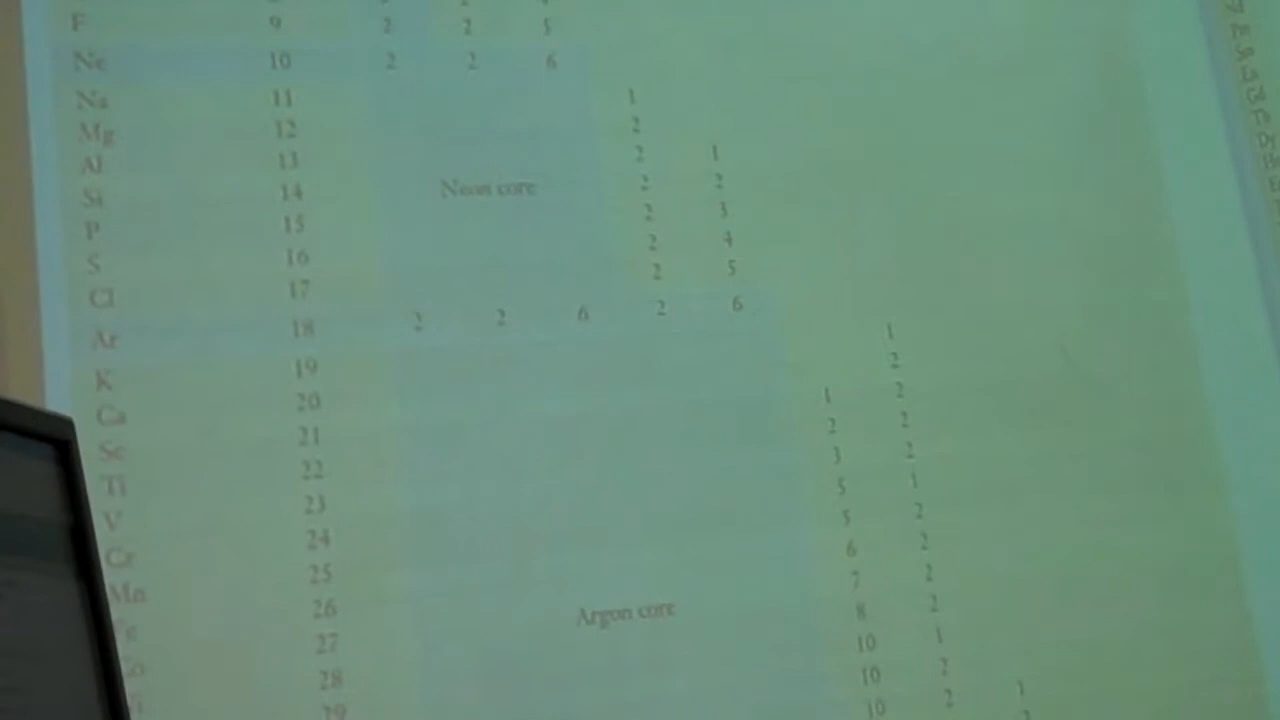 F 9 2 2 5
Ne 10 2 2 6
Na 11 1
Mg 12 2
Al 13 2 1
Si 14 2 2
P 15 2 3
S 16 2 4
Cl 17 2 5
Ar 18 2 2 6 2 6
K 19 1
Ca 20 2
Sc 21 1 2
Ti 22 2 2
V 23 3 2
Cr 24 5 1
Mn 25 5 2
26 6 2
27 7 2
28 8 2
29 10 1
10 2
10 2 1
Neon core
Argon core